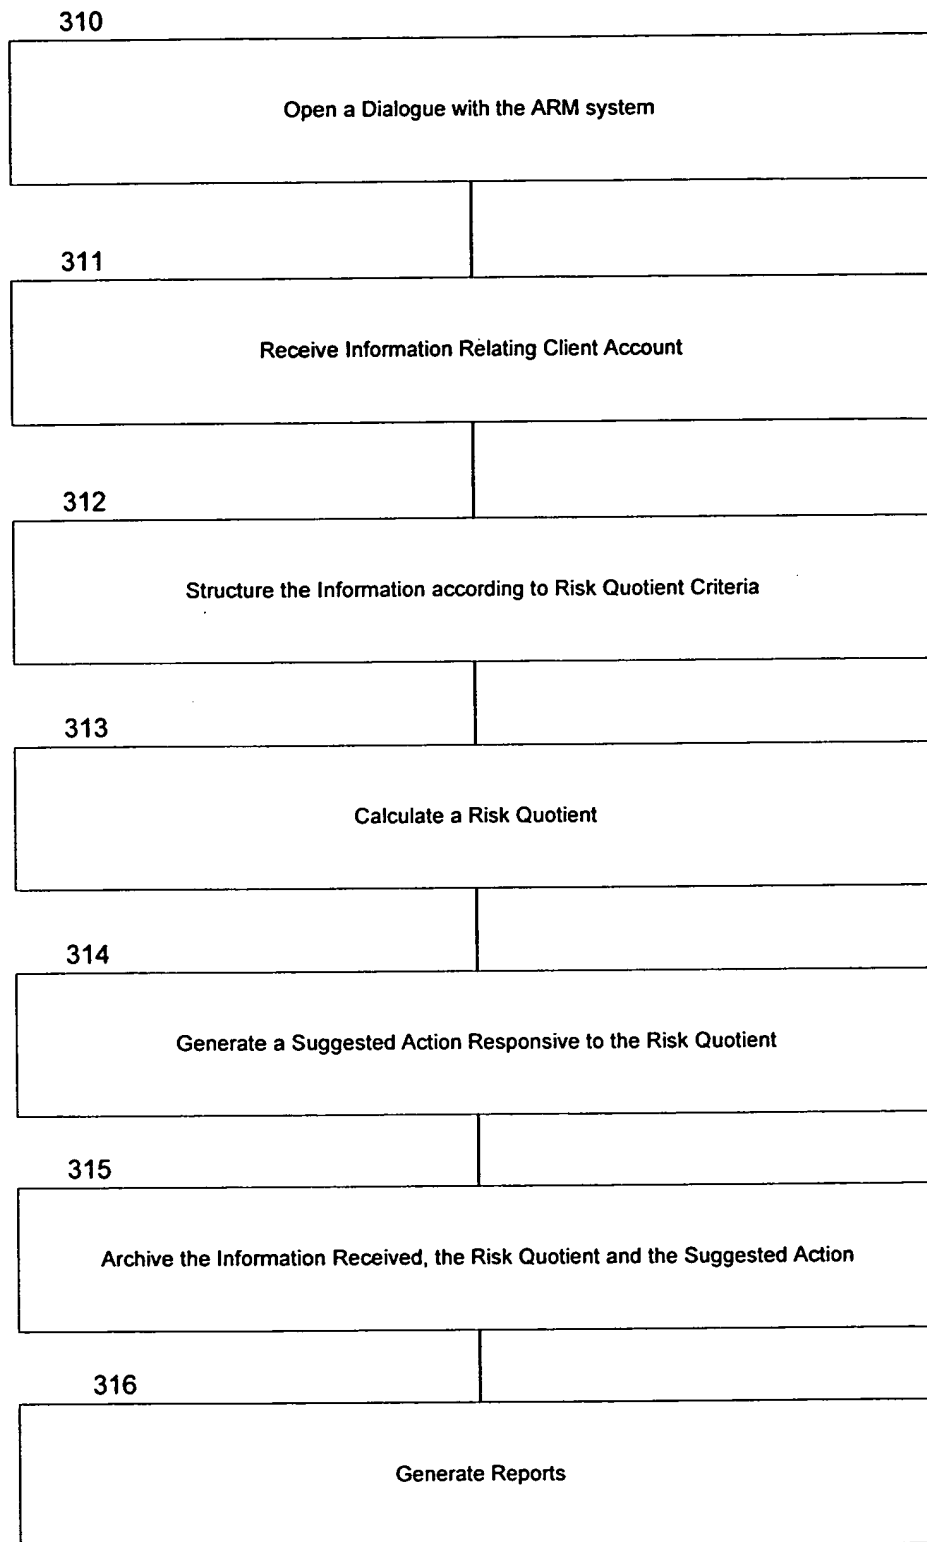 310
Open a Dialogue with the ARM system
311
Receive Information Relating Client Account
312
Structure the Information according to Risk Quotient Criteria
313
Calculate a Risk Quotient
314
Generate a Suggested Action Responsive to the Risk Quotient
315
Archive the Information Received, the Risk Quotient and the Suggested Action
316
Generate Reports